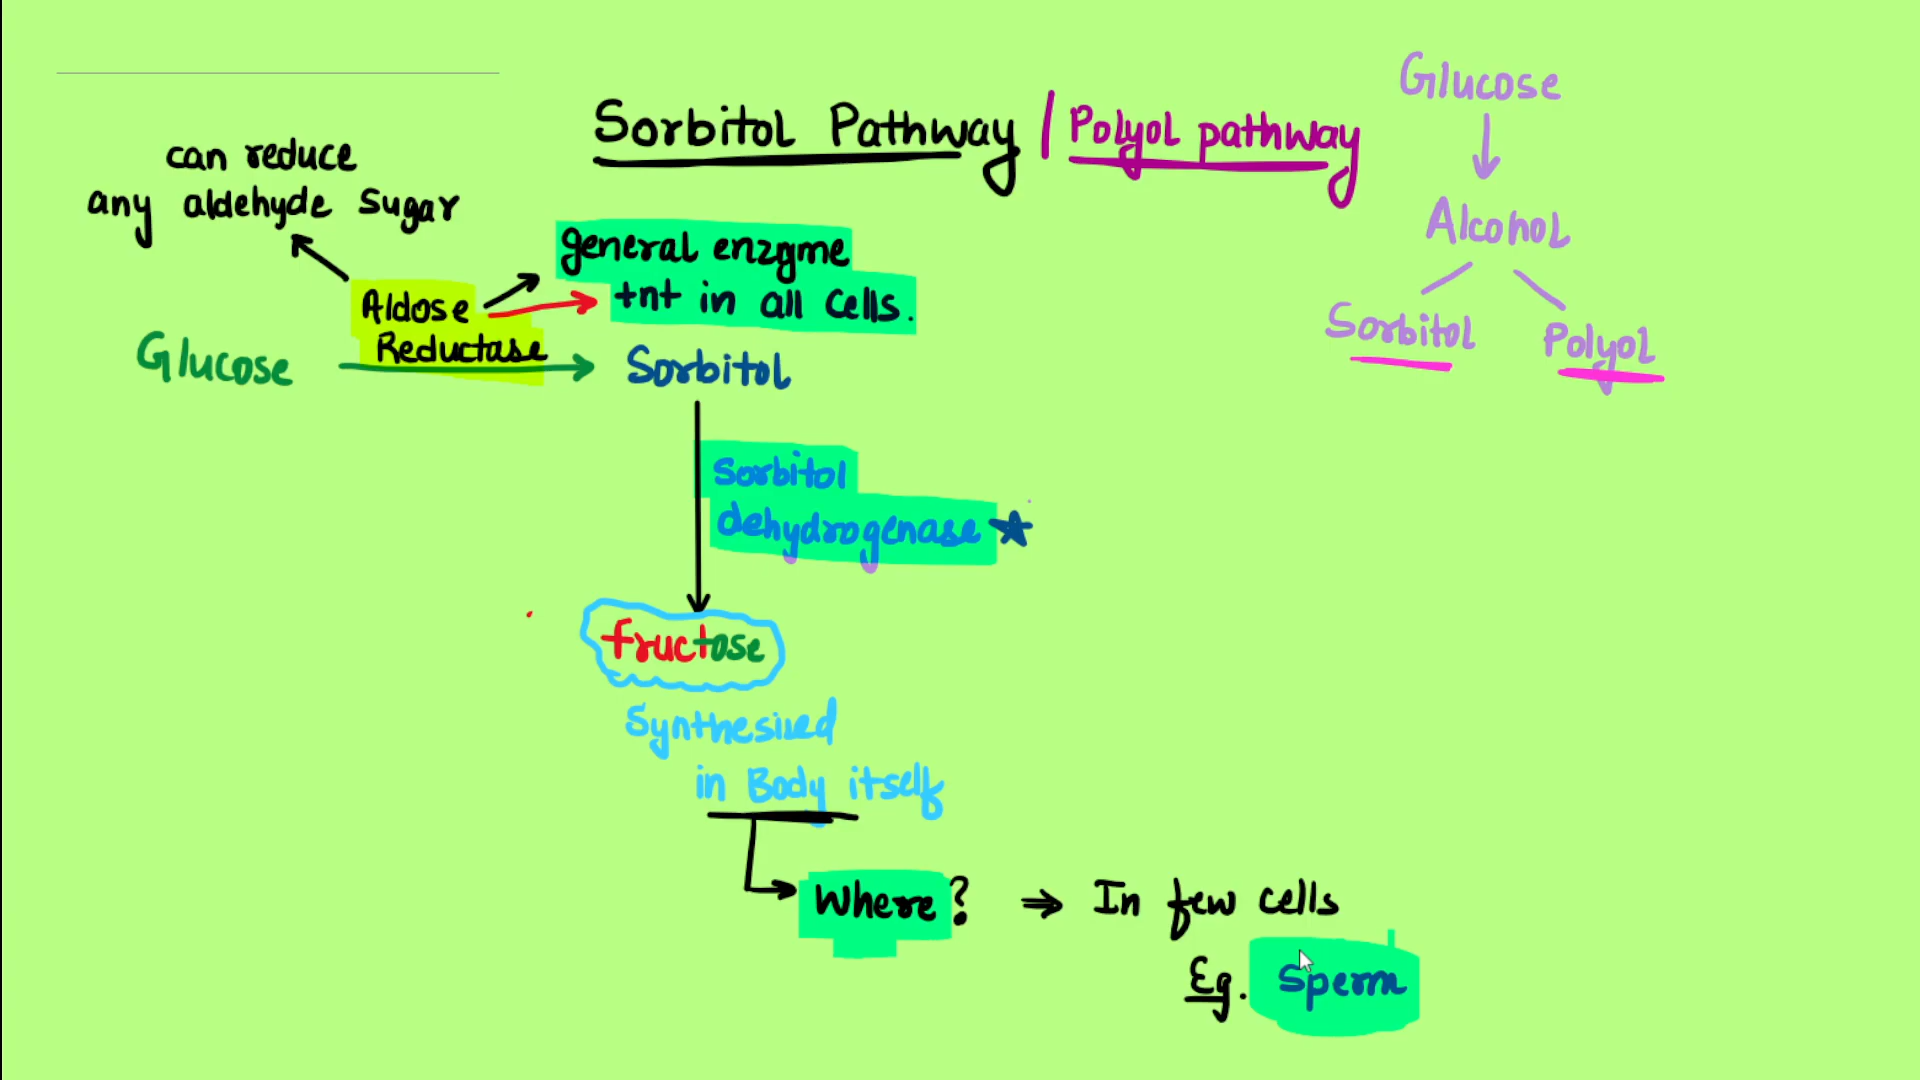 Glucose
Sorbitol Pathway / Polyol pathway
can reduce
any aldehyde sugar
Alcohol
general enzyme
Aldose
tnt in all cells.
Reductase
Glucose
Sorbitol
Sorbitol
Polyol
Sorbitol
dehydrogenase ★
fructose
Synthesized
in Body itself
Where? ⇒ In few cells
Eg. Sperm